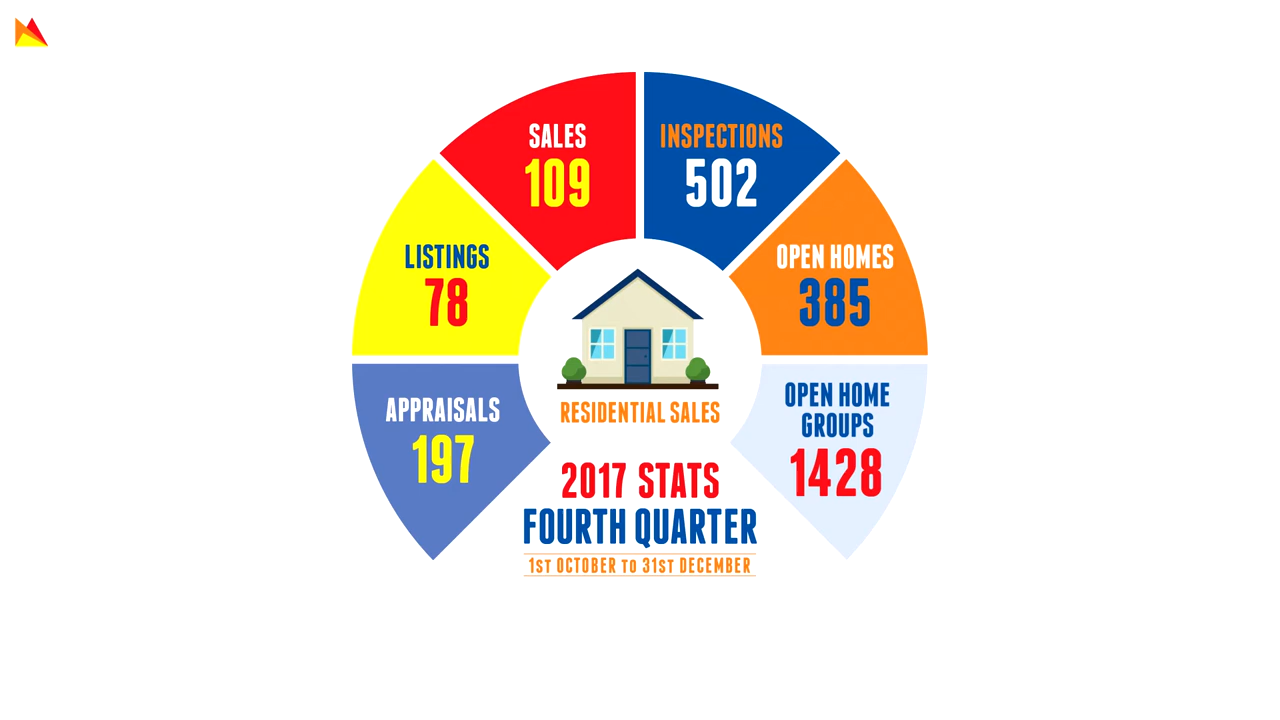 SALES
109
INSPECTIONS
502
LISTINGS
78
OPEN HOMES
385
APPRAISALS
197
OPEN HOME
GROUPS
1428
RESIDENTIAL SALES
2017 STATS
FOURTH QUARTER
1ST OCTOBER TO 31ST DECEMBER